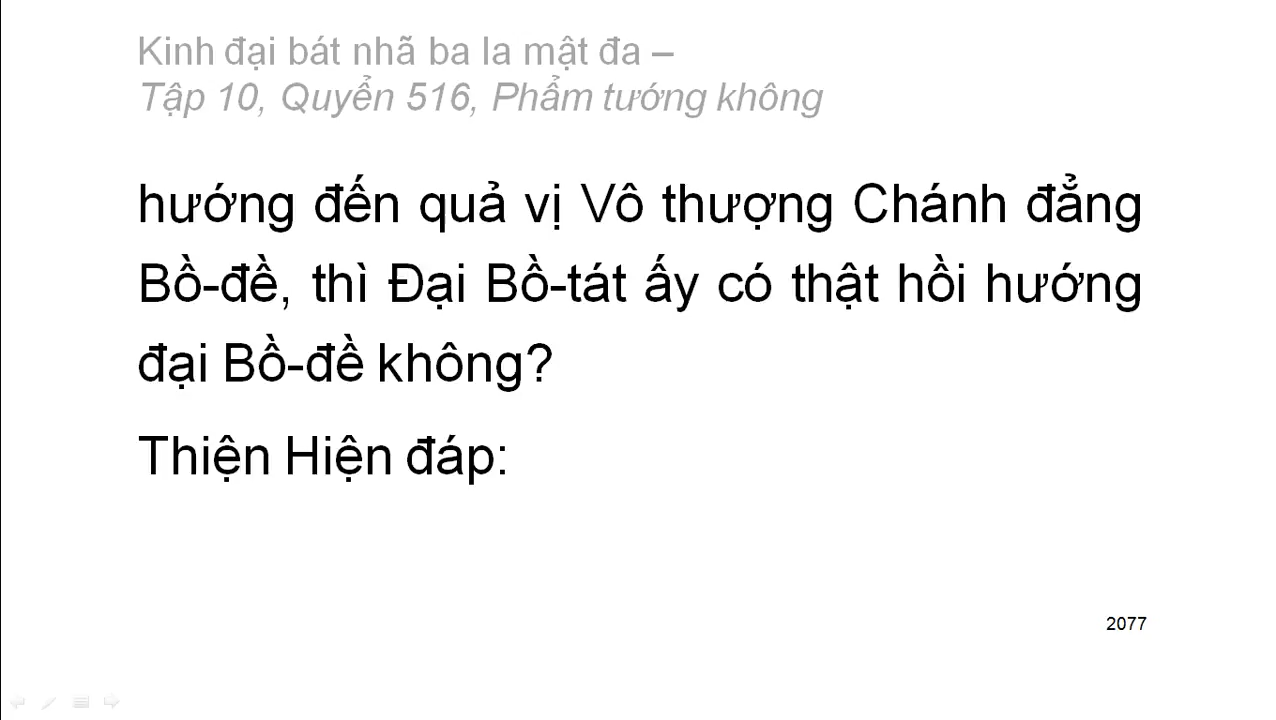 Kinh đại bát nhã ba la mật đa –
Tập 10, Quyển 516, Phẩm tướng không
hướng đến quả vị Vô thượng Chánh đẳng
Bồ-đề, thì Đại Bồ-tát ấy có thật hồi hướng
đại Bồ-đề không?
Thiện Hiện đáp:
2077